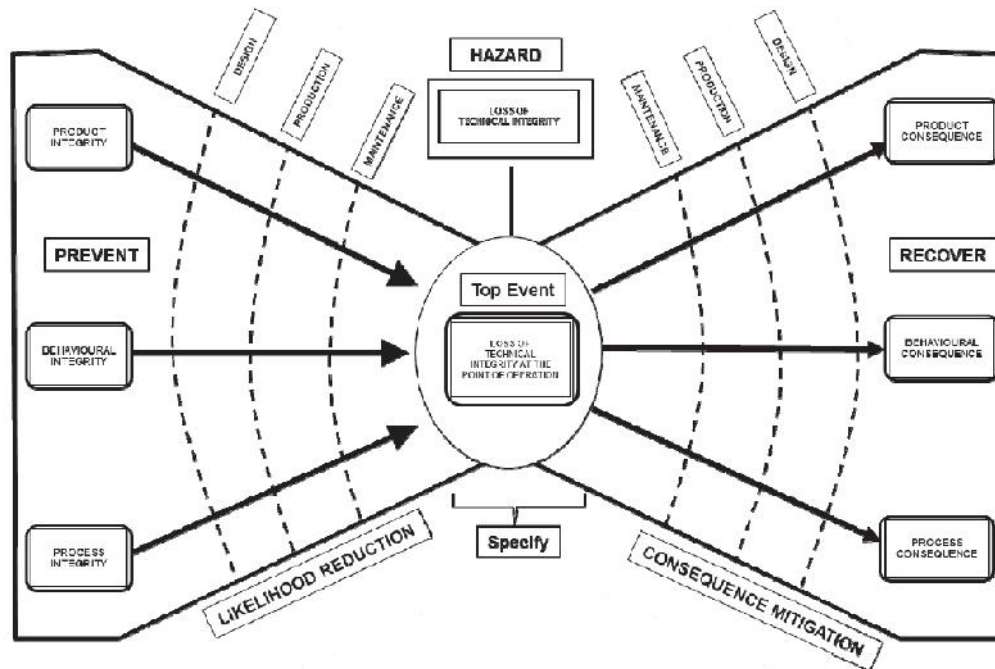 DESIGN
PRODUCTION
MAINTENANCE
HAZARD
LOSS OF
TECHNICAL INTEGRITY
MAINTENANCE
PRODUCTION
DESIGN
PRODUCT
INTEGRITY
PRODUCT
CONSEQUENCE
PREVENT
RECOVER
Top Event
BEHAVIOURAL
INTEGRITY
LOSS OF
TECHNICAL
INTEGRITY AT THE
POINT OF OPERATION
BEHAVIOURAL
CONSEQUENCE
PROCESS
INTEGRITY
LIKELIHOOD REDUCTION
Specify
CONSEQUENCE MITIGATION
PROCESS
CONSEQUENCE